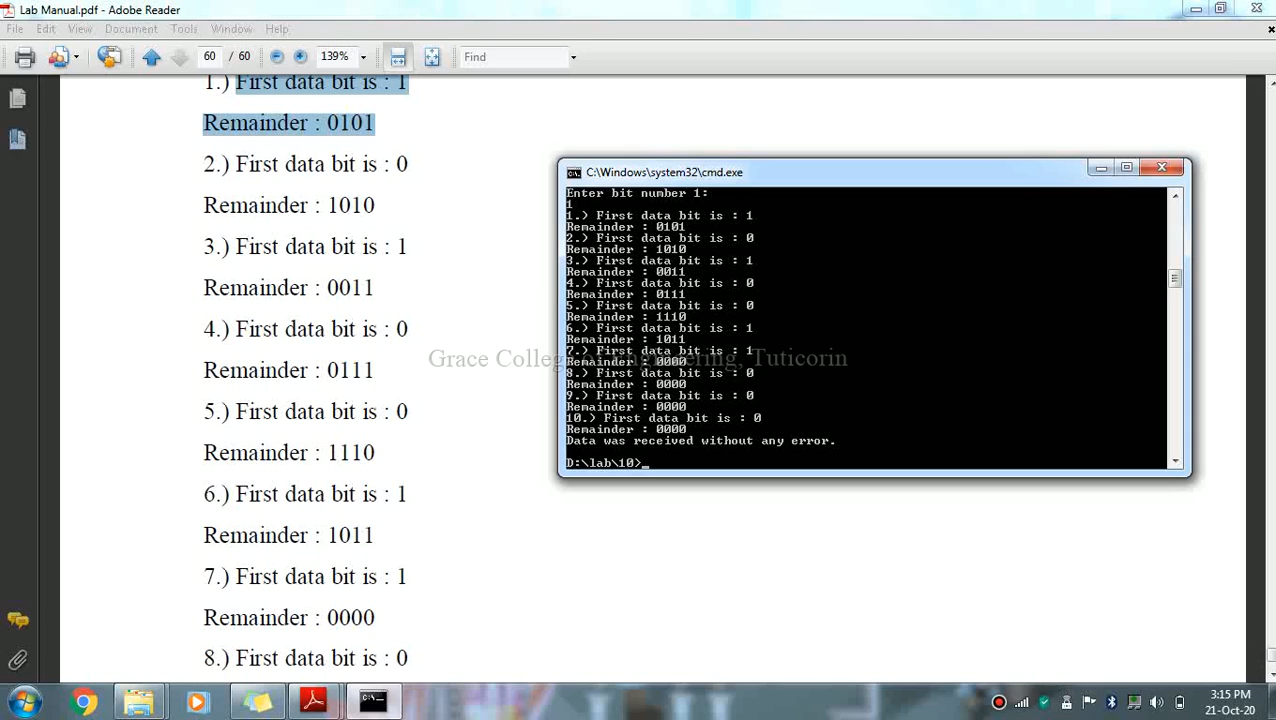 Lab Manual.pdf - Adobe Reader
File Edit View Document Tools Window Help
60 / 60 139% Find
1.) First data bit is : 1
Remainder : 0101
2.) First data bit is : 0
Remainder : 1010
3.) First data bit is : 1
Remainder : 0011
4.) First data bit is : 0
Remainder : 0111
5.) First data bit is : 0
Remainder : 1110
6.) First data bit is : 1
Remainder : 1011
7.) First data bit is : 1
Remainder : 0000
8.) First data bit is : 0
C:\Windows\system32\cmd.exe
Enter bit number 1:
1
1.) First data bit is : 1
Remainder : 0101
2.) First data bit is : 0
Remainder : 1010
3.) First data bit is : 1
Remainder : 0011
4.) First data bit is : 0
Remainder : 0111
5.) First data bit is : 0
Remainder : 1110
6.) First data bit is : 1
Remainder : 1011
7.) First data bit is : 1
Remainder : 0000
8.) First data bit is : 0
Remainder : 0000
9.) First data bit is : 0
Remainder : 0000
10.) First data bit is : 0
Remainder : 0000
Data was received without any error.
D:\lab\10>_
Grace College of Engineering, Tuticorin
3:15 PM
21-Oct-20